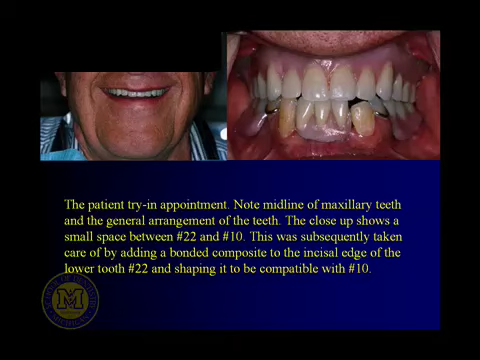 The patient try-in appointment. Note midline of maxillary teeth
and the general arrangement of the teeth. The close up shows a
small space between #22 and #10. This was subsequently taken
care of by adding a bonded composite to the incisal edge of the
lower tooth #22 and shaping it to be compatible with #10.